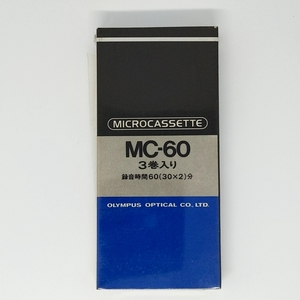 MICROCASSETTE
MC-60
3巻入り
録音時間60(30×2)分
OLYMPUS OPTICAL CO., LTD.